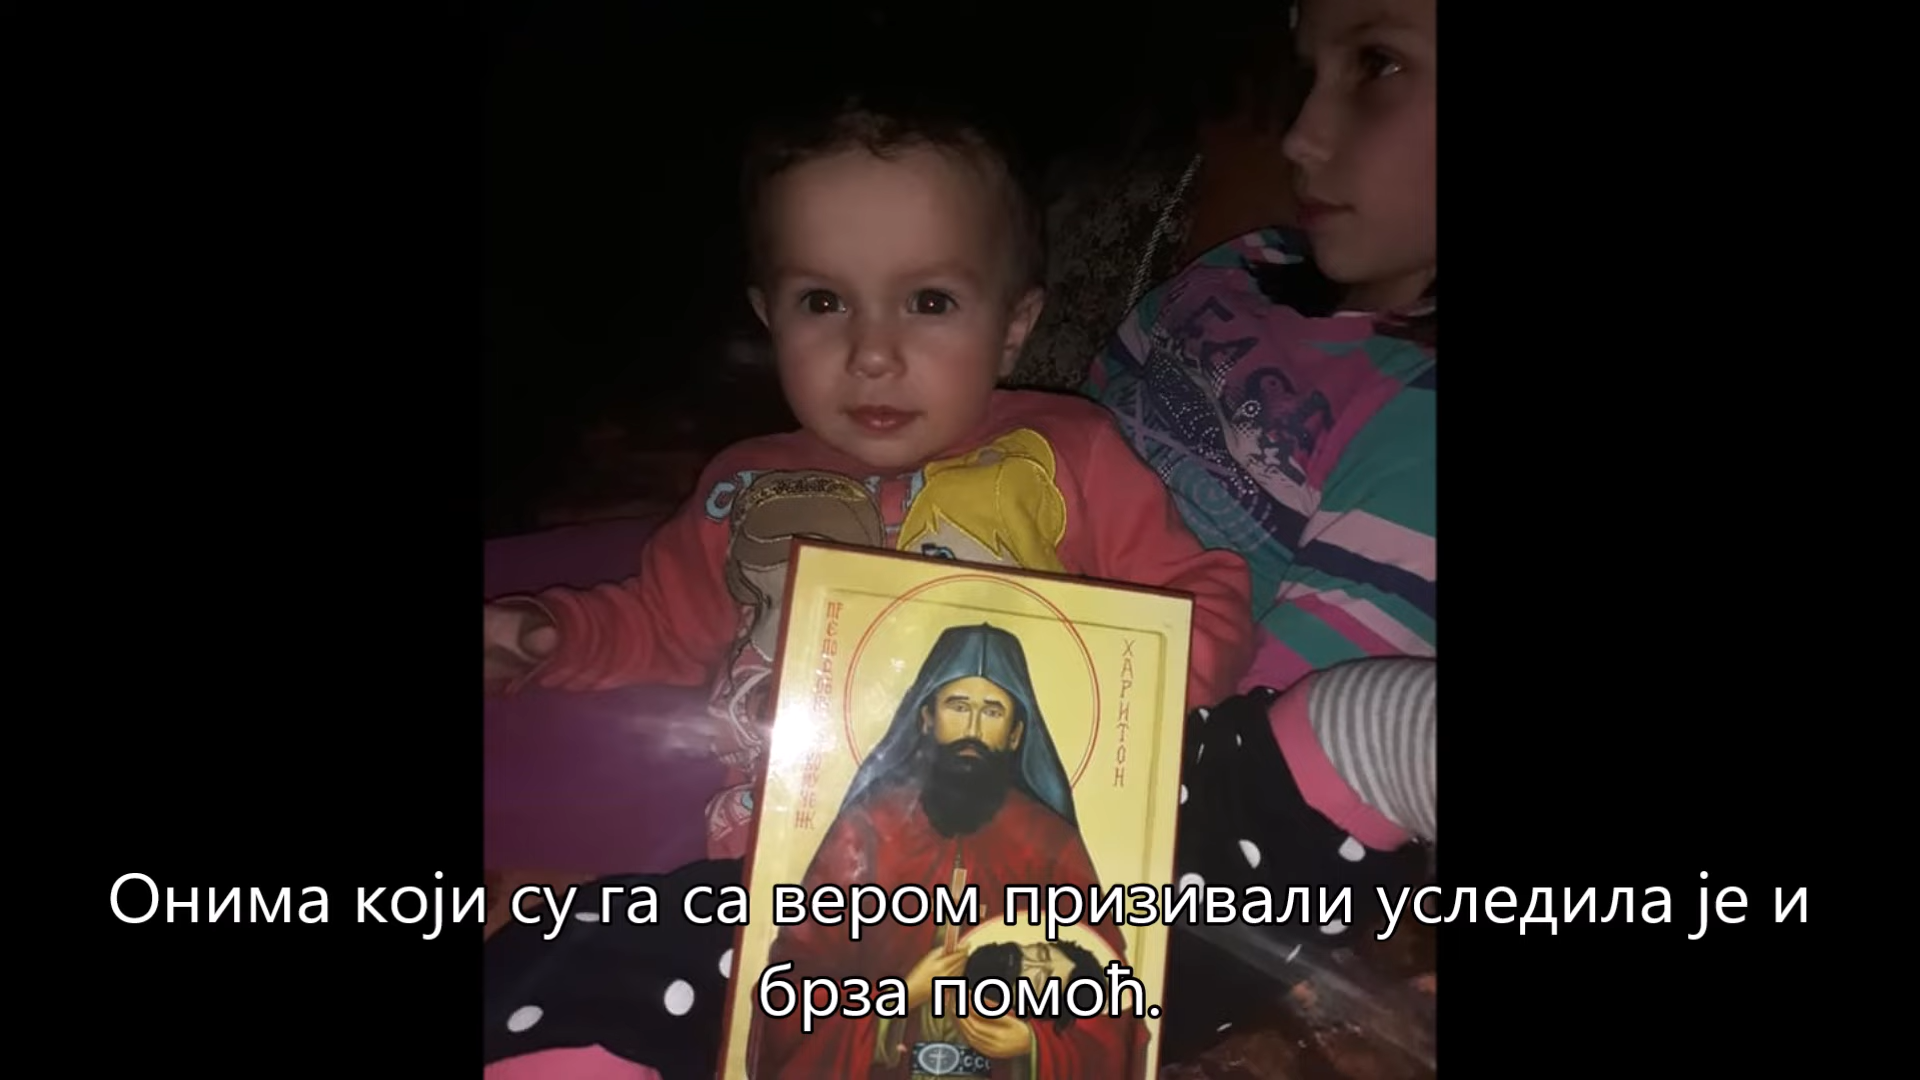 ХАРИТОН
Онима који су га са вером призивали уследила је и
брза помоћ.